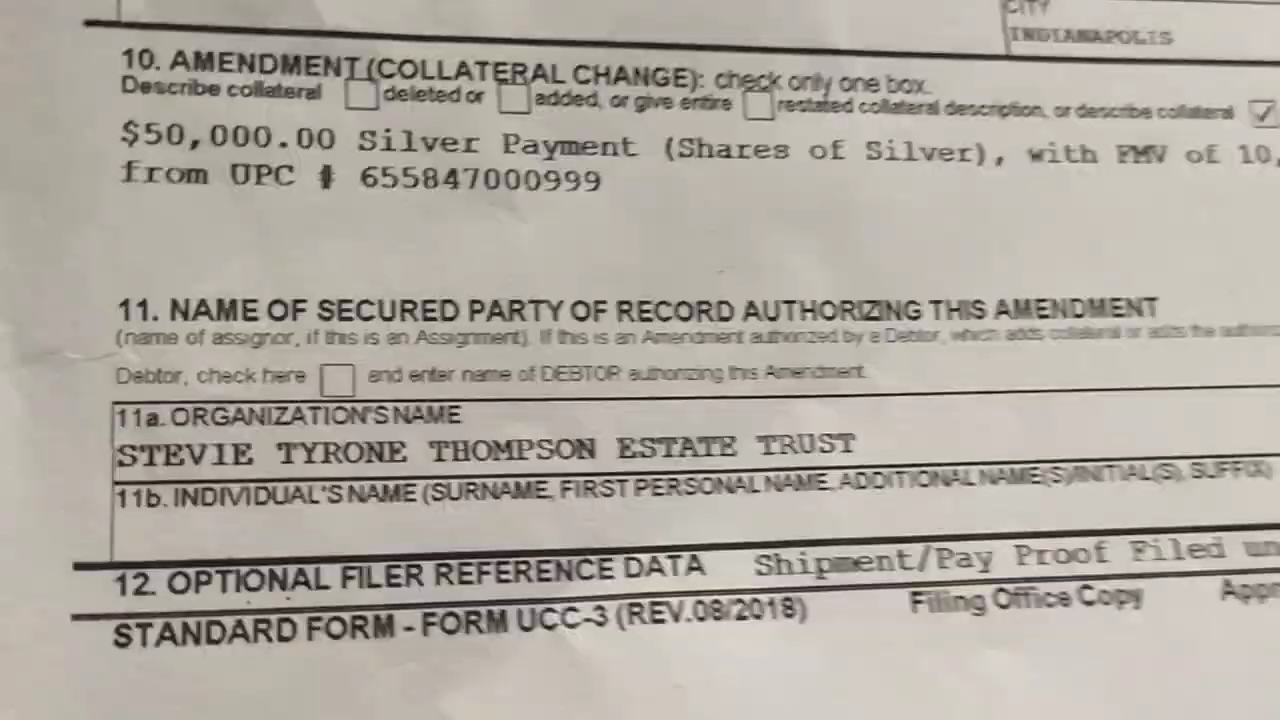 CITY
INDIANAPOLIS
10. AMENDMENT (COLLATERAL CHANGE): check only one box.
Describe collateral deleted or added, or give entire restated collateral description, or describe collateral
$50,000.00 Silver Payment (Shares of Silver), with FMV of 10,
from UPC # 655847000999
11. NAME OF SECURED PARTY OF RECORD AUTHORIZING THIS AMENDMENT
(name of assignor, if this is an Assignment). If this is an Amendment authorized by a Debtor, which adds collateral or adds the
Debtor, check here and enter name of DEBTOR authorizing this Amendment.
11a. ORGANIZATION'S NAME
STEVIE TYRONE THOMPSON ESTATE TRUST
11b. INDIVIDUAL'S NAME (SURNAME, FIRST PERSONAL NAME, ADDITIONAL NAME(S)/INITIAL(S), SUFFIX)
12. OPTIONAL FILER REFERENCE DATA Shipment/Pay Proof Filed un
STANDARD FORM - FORM UCC-3 (REV.08/2018) Filing Office Copy Appr